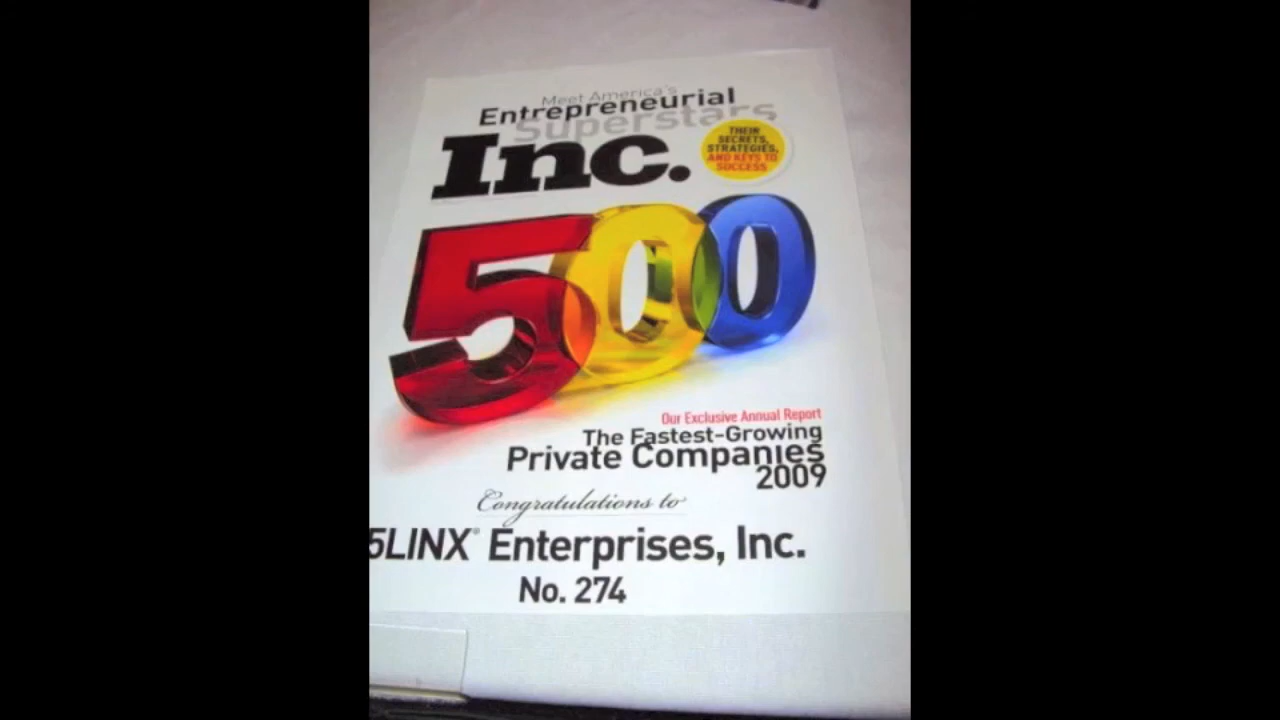 Meet America's
Entrepreneurial
Superstars
Inc.
THEIR
SECRETS,
STRATEGIES,
AND KEYS TO
SUCCESS
500
Our Exclusive Annual Report
The Fastest-Growing
Private Companies
2009
Congratulations to
5LINX® Enterprises, Inc.
No. 274